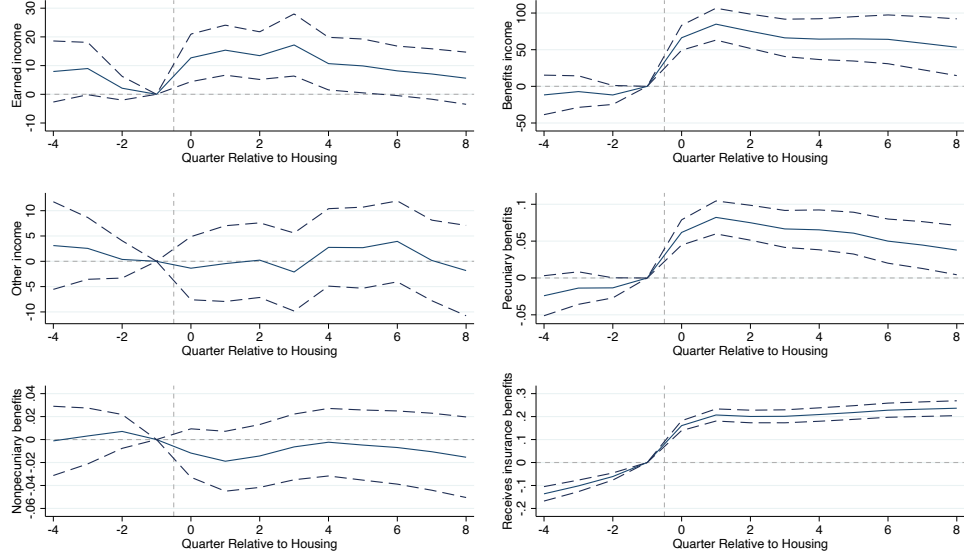 Earned income
30
20
10
0
-10
-4 -2 0 2 4 6 8
Quarter Relative to Housing
Benefits income
100
50
0
-50
-4 -2 0 2 4 6 8
Quarter Relative to Housing
Other income
10
5
0
-5
-10
-4 -2 0 2 4 6 8
Quarter Relative to Housing
Pecuniary benefits
.1
.05
0
-.05
-4 -2 0 2 4 6 8
Quarter Relative to Housing
Nonpecuniary benefits
.04
.02
0
-.02
-.04
-.06
-4 -2 0 2 4 6 8
Quarter Relative to Housing
Receives insurance benefits
.3
.2
.1
0
-.1
-.2
-4 -2 0 2 4 6 8
Quarter Relative to Housing